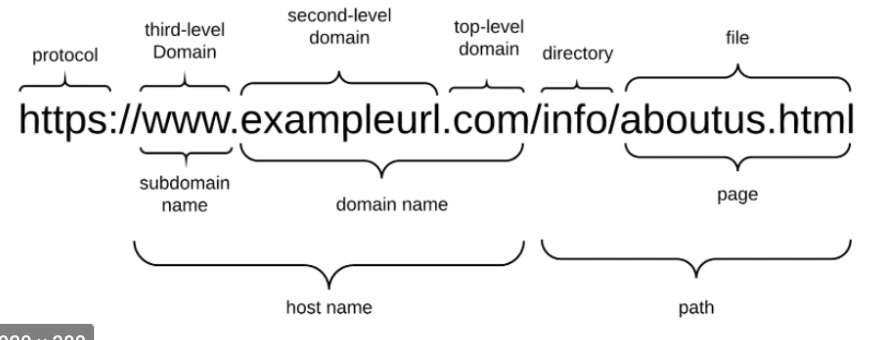 second-level
domain
third-level
Domain
top-level
domain
protocol
directory
file
https://www.exampleurl.com/info/aboutus.html
subdomain
name
domain name
page
host name
path